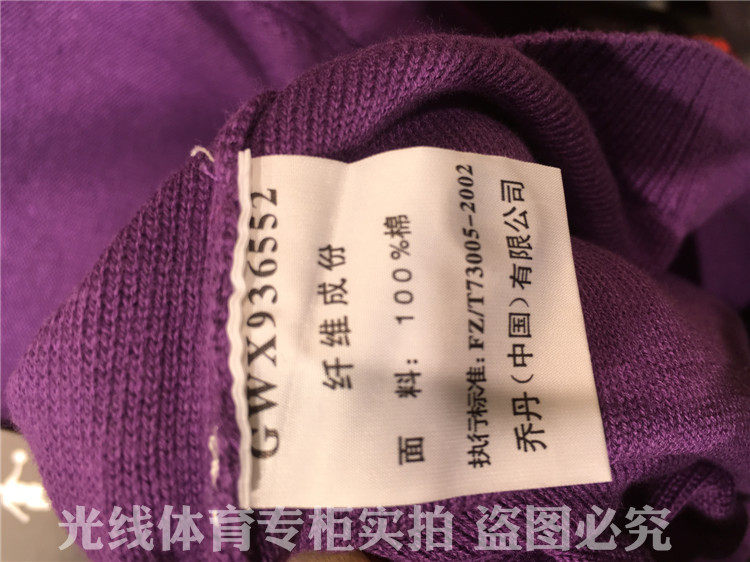 GWX936552
纤维成份
面 料：100%棉
执行标准：FZ/T73005-2002
乔丹（中国）有限公司
光线体育专柜实拍 盗图必究